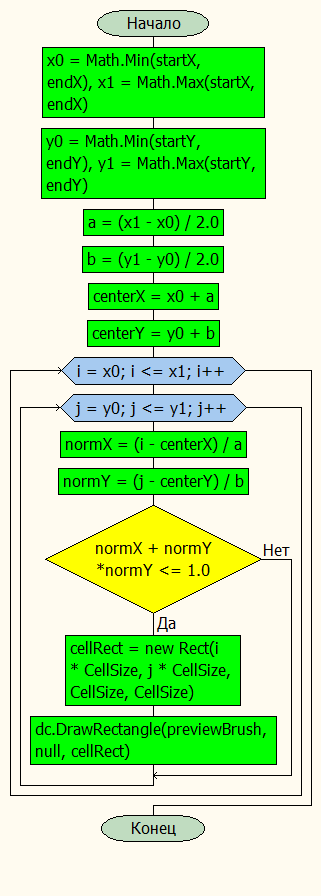 Начало
x0 = Math.Min(startX,
endX), x1 = Math.Max(startX,
endX)
y0 = Math.Min(startY,
endY), y1 = Math.Max(startY,
endY)
a = (x1 - x0) / 2.0
b = (y1 - y0) / 2.0
centerX = x0 + a
centerY = y0 + b
i = x0; i <= x1; i++
j = y0; j <= y1; j++
normX = (i - centerX) / a
normY = (j - centerY) / b
normX + normY
*normY <= 1.0
Нет
Да
cellRect = new Rect(i
* CellSize, j * CellSize,
CellSize, CellSize)
dc.DrawRectangle(previewBrush,
null, cellRect)
Конец